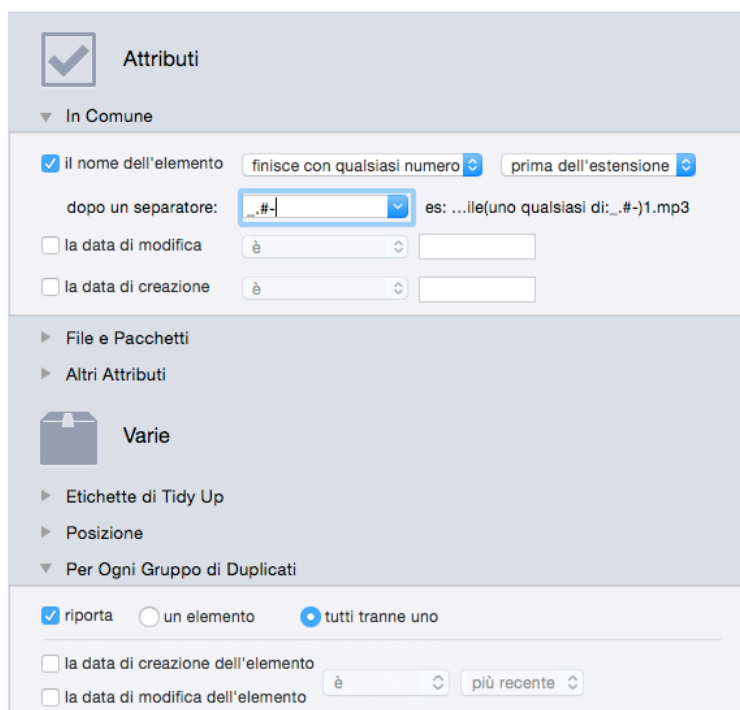 Attributi
In Comune
il nome dell'elemento finisce con qualsiasi numero prima dell'estensione
dopo un separatore: _.#- es: ...ile(uno qualsiasi di:_.#-)1.mp3
la data di modifica è
la data di creazione è
File e Pacchetti
Altri Attributi
Varie
Etichette di Tidy Up
Posizione
Per Ogni Gruppo di Duplicati
riporta un elemento tutti tranne uno
la data di creazione dell'elemento
è più recente
la data di modifica dell'elemento